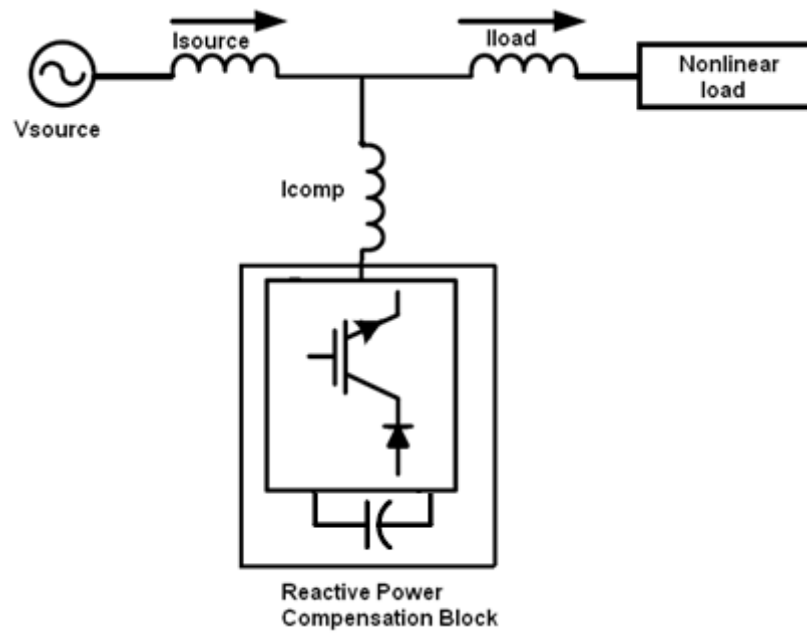 Isource
Iload
Nonlinear
load
Vsource
Icomp
Reactive Power
Compensation Block